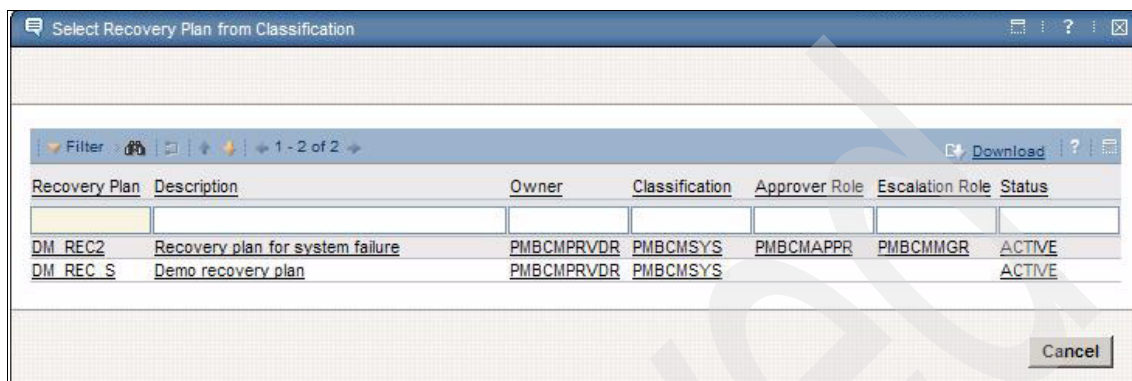 Select Recovery Plan from Classification ?
Filter 1 - 2 of 2 Download ?
Recovery Plan Description Owner Classification Approver Role Escalation Role Status
DM_REC2 Recovery plan for system failure PMBCMPRVDR PMBCMSYS PMBCMAPPR PMBCMMGR ACTIVE
DM_REC_S Demo recovery plan PMBCMPRVDR PMBCMSYS ACTIVE
Cancel